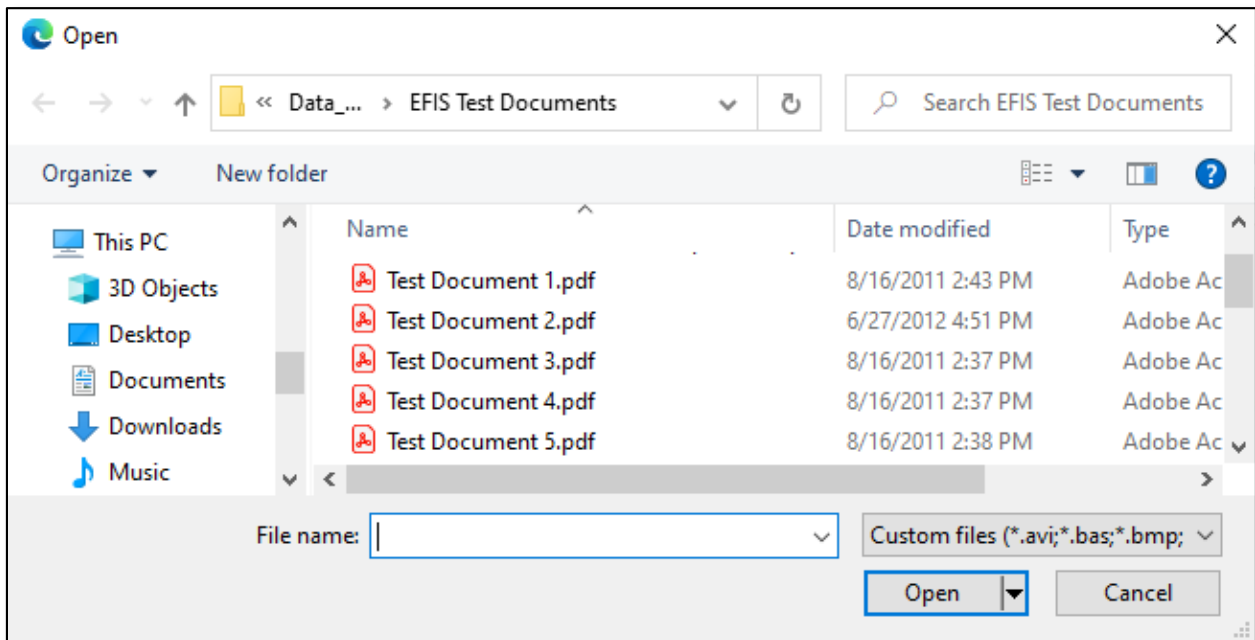 Open
« Data_... > EFIS Test Documents
Search EFIS Test Documents
Organize New folder
This PC
3D Objects
Desktop
Documents
Downloads
Music
Name Date modified Type
Test Document 1.pdf 8/16/2011 2:43 PM Adobe Ac
Test Document 2.pdf 6/27/2012 4:51 PM Adobe Ac
Test Document 3.pdf 8/16/2011 2:37 PM Adobe Ac
Test Document 4.pdf 8/16/2011 2:37 PM Adobe Ac
Test Document 5.pdf 8/16/2011 2:38 PM Adobe Ac
File name: Custom files (*.avi;*.bas;*.bmp;
Open Cancel